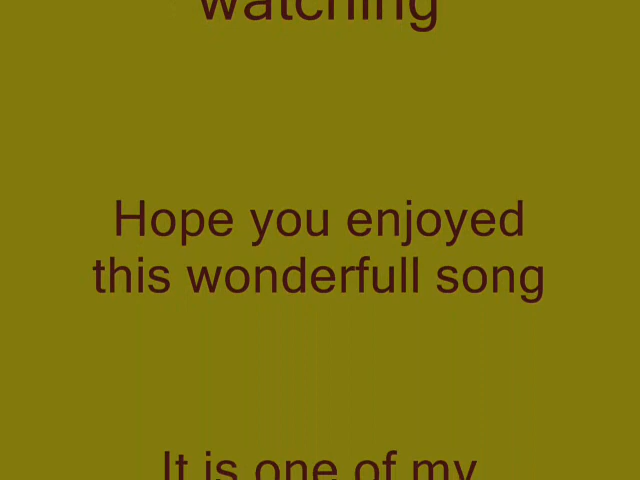 watching
Hope you enjoyed
this wonderfull song
It is one of my